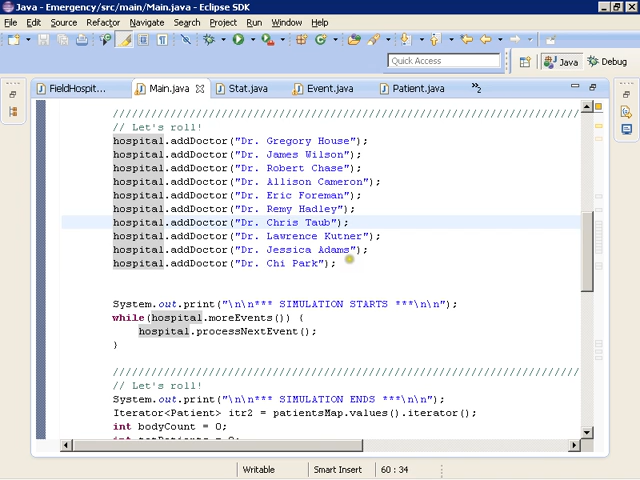 Java - Emergency/src/main/Main.java - Eclipse SDK
File Edit Source Refactor Navigate Search Project Run Window Help
Quick Access Java Debug
FieldHospit... Main.java Stat.java Event.java Patient.java »2
////////////////////////////////////////////////////////////////////////
// Let's roll!
hospital.addDoctor("Dr. Gregory House");
hospital.addDoctor("Dr. James Wilson");
hospital.addDoctor("Dr. Robert Chase");
hospital.addDoctor("Dr. Allison Cameron");
hospital.addDoctor("Dr. Eric Foreman");
hospital.addDoctor("Dr. Remy Hadley");
hospital.addDoctor("Dr. Chris Taub");
hospital.addDoctor("Dr. Lawrence Kutner");
hospital.addDoctor("Dr. Jessica Adams");
hospital.addDoctor("Dr. Chi Park");
System.out.print("\n\n*** SIMULATION STARTS ***\n\n");
while(hospital.moreEvents()) {
hospital.processNextEvent();
}
////////////////////////////////////////////////////////////////////////
// Let's roll!
System.out.print("\n\n*** SIMULATION ENDS ***\n\n");
Iterator<Patient> itr2 = patientsMap.values().iterator();
int bodyCount = 0;
int totPatients = 0;
Writable Smart Insert 60 : 34